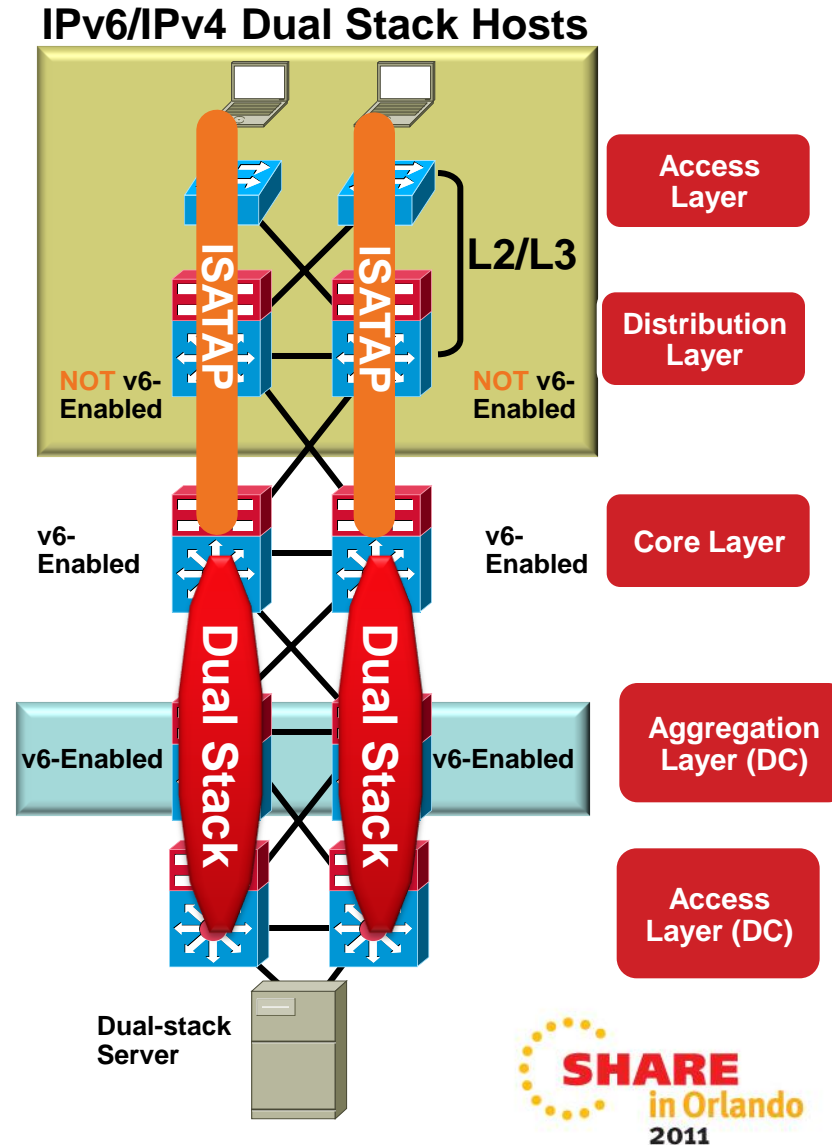 IPv6/IPv4 Dual Stack Hosts
Access
Layer
L2/L3
ISATAP
ISATAP
Distribution
Layer
NOT v6-
Enabled
NOT v6-
Enabled
v6-
Enabled
v6-
Enabled
Core Layer
Dual Stack
Dual Stack
v6-Enabled
v6-Enabled
Aggregation
Layer (DC)
Access
Layer (DC)
Dual-stack
Server
SHARE
in Orlando
2011